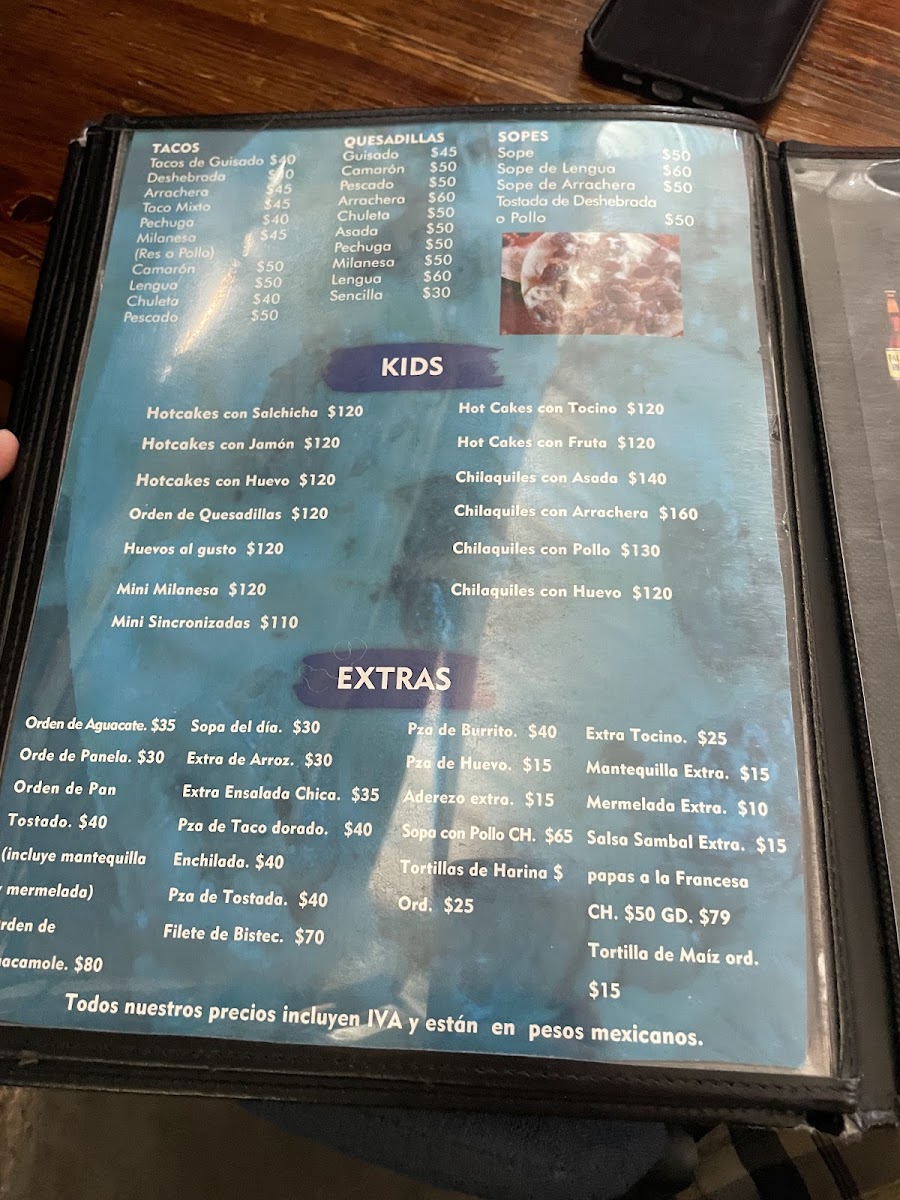 TACOS
Tacos de Guisado $40
Deshebrada
Arrachera $45
Taco Mixto $45
Pechuga $40
Milanesa $45
(Res o Pollo)
Camarón $50
Lengua $50
Chuleta $40
Pescado $50
QUESADILLAS
Guisado $45
Camarón $50
Pescado $50
Arrachera $60
Chuleta $50
Asada $50
Pechuga $50
Milanesa $50
Lengua $60
Sencilla $30
SOPES
Sope $50
Sope de Lengua $60
Sope de Arrachera $50
Tostada de Deshebrada
o Pollo $50
KIDS
Hotcakes con Salchicha $120
Hotcakes con Jamón $120
Hotcakes con Huevo $120
Orden de Quesadillas $120
Huevos al gusto $120
Mini Milanesa $120
Mini Sincronizadas $110
Hot Cakes con Tocino $120
Hot Cakes con Fruta $120
Chilaquiles con Asada $140
Chilaquiles con Arrachera $160
Chilaquiles con Pollo $130
Chilaquiles con Huevo $120
EXTRAS
Orden de Aguacate. $35
Orde de Panela. $30
Orden de Pan
Tostado. $40
(incluye mantequilla
mermelada)
rden de
acamole. $80
Sopa del día. $30
Extra de Arroz. $30
Extra Ensalada Chica. $35
Pza de Taco dorado. $40
Enchilada. $40
Pza de Tostada. $40
Filete de Bistec. $70
Pza de Burrito. $40
Pza de Huevo. $15
Aderezo extra. $15
Sopa con Pollo CH. $65
Tortillas de Harina $
Ord. $25
Extra Tocino. $25
Mantequilla Extra. $15
Mermelada Extra. $10
Salsa Sambal Extra. $15
papas a la Francesa
CH. $50 GD. $79
Tortilla de Maíz ord.
$15
Todos nuestros precios incluyen IVA y están en pesos mexicanos.